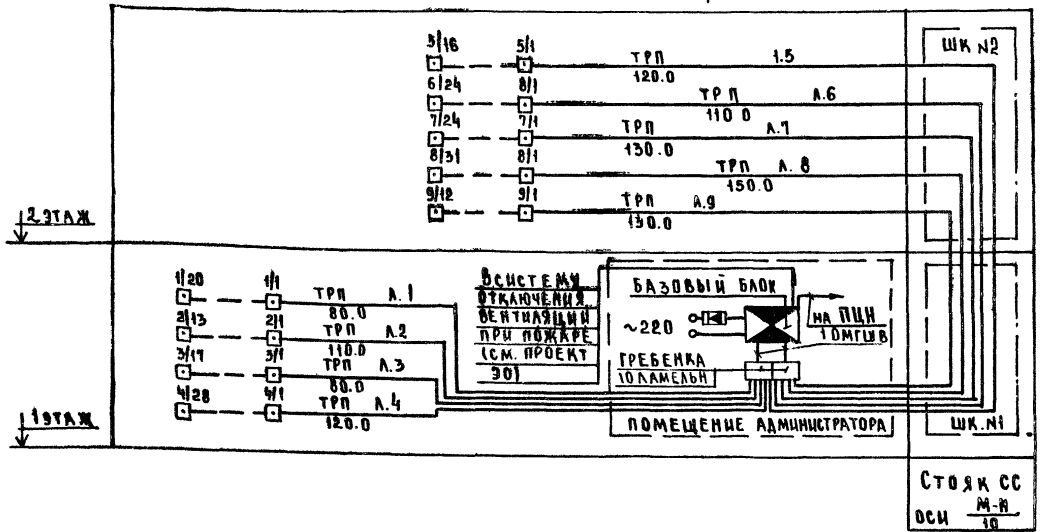 5/16 5/1 ТРП 1.5
120.0
ШК N2
6/24 8/1 ТРП Л.6
110 0
7/24 7/1 ТРП Л.7
130.0
8/31 8/1 ТРП Л. 8
150.0
9/12 9/1 ТРП Л.9
130.0
2 ЭТАЖ
1/20 1/1 ТРП Л. 1
80.0
2/13 2/1 ТРП Л.2
110.0
3/17 3/1 ТРП Л.3
80.0
4/28 4/1 ТРП Л.4
120.0
1 ЭТАЖ
В СИСТЕМУ
ОТКЛЮЧЕНИЯ
ВЕНТИЛЯЦИИ
ПРИ ПОЖАРЕ
(СМ. ПРОЕКТ
ЭО)
БАЗОВЫЙ БЛОК
~220
НА ПЦН
10МГШВ
ГРЕБЕНКА
10ЛАМЕЛЬН
ПОМЕЩЕНИЕ АДМИНИСТРАТОРА
ШК.N1
СТОЯК СС
ОСИ М-Н
10